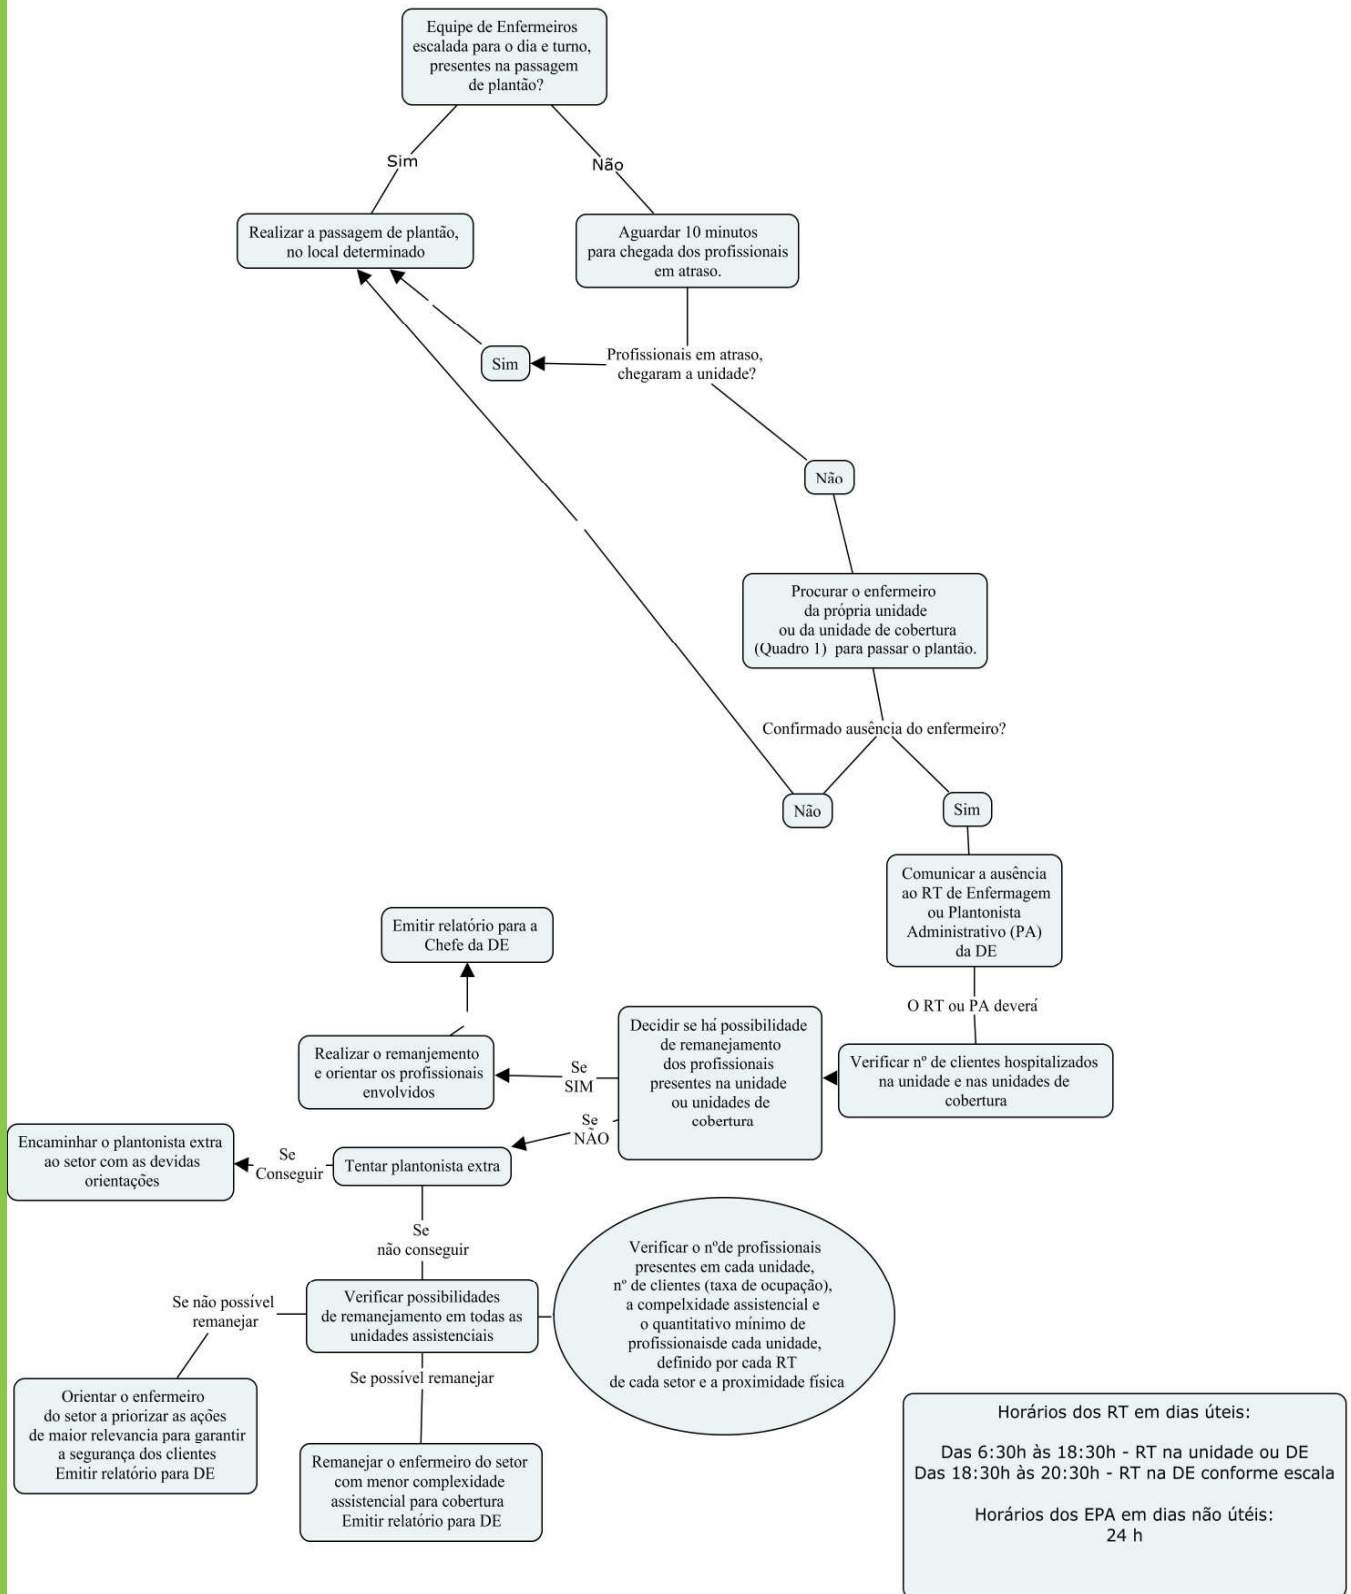 Equipe de Enfermeiros
escalada para o dia e turno,
presentes na passagem
de plantão?
Sim
Não
Realizar a passagem de plantão,
no local determinado
Aguardar 10 minutos
para chegada dos profissionais
em atraso.
Profissionais em atraso,
chegaram a unidade?
Sim
Não
Procurar o enfermeiro
da própria unidade
ou da unidade de cobertura
(Quadro 1) para passar o plantão.
Confirmado ausência do enfermeiro?
Não
Sim
Comunicar a ausência
ao RT de Enfermagem
ou Plantonista
Administrativo (PA)
da DE
O RT ou PA deverá
Verificar nº de clientes hospitalizados
na unidade e nas unidades de
cobertura
Decidir se há possibilidade
de remanejamento
dos profissionais
presentes na unidade
ou unidades de
cobertura
Se
SIM
Realizar o remanjemento
e orientar os profissionais
envolvidos
Emitir relatório para a
Chefe da DE
Se
NÃO
Tentar plantonista extra
Se
Conseguir
Encaminhar o plantonista extra
ao setor com as devidas
orientações
Se
não conseguir
Verificar possibilidades
de remanejamento em todas as
unidades assistenciais
Verificar o nºde profissionais
presentes em cada unidade,
nº de clientes (taxa de ocupação),
a compelxidade assistencial e
o quantitativo mínimo de
profissionaisde cada unidade,
definido por cada RT
de cada setor e a proximidade física
Se não possível
remanejar
Orientar o enfermeiro
do setor a priorizar as ações
de maior relevancia para garantir
a segurança dos clientes
Emitir relatório para DE
Se possível remanejar
Remanejar o enfermeiro do setor
com menor complexidade
assistencial para cobertura
Emitir relatório para DE
Horários dos RT em dias úteis:
Das 6:30h às 18:30h - RT na unidade ou DE
Das 18:30h às 20:30h - RT na DE conforme escala
Horários dos EPA em dias não útéis:
24 h